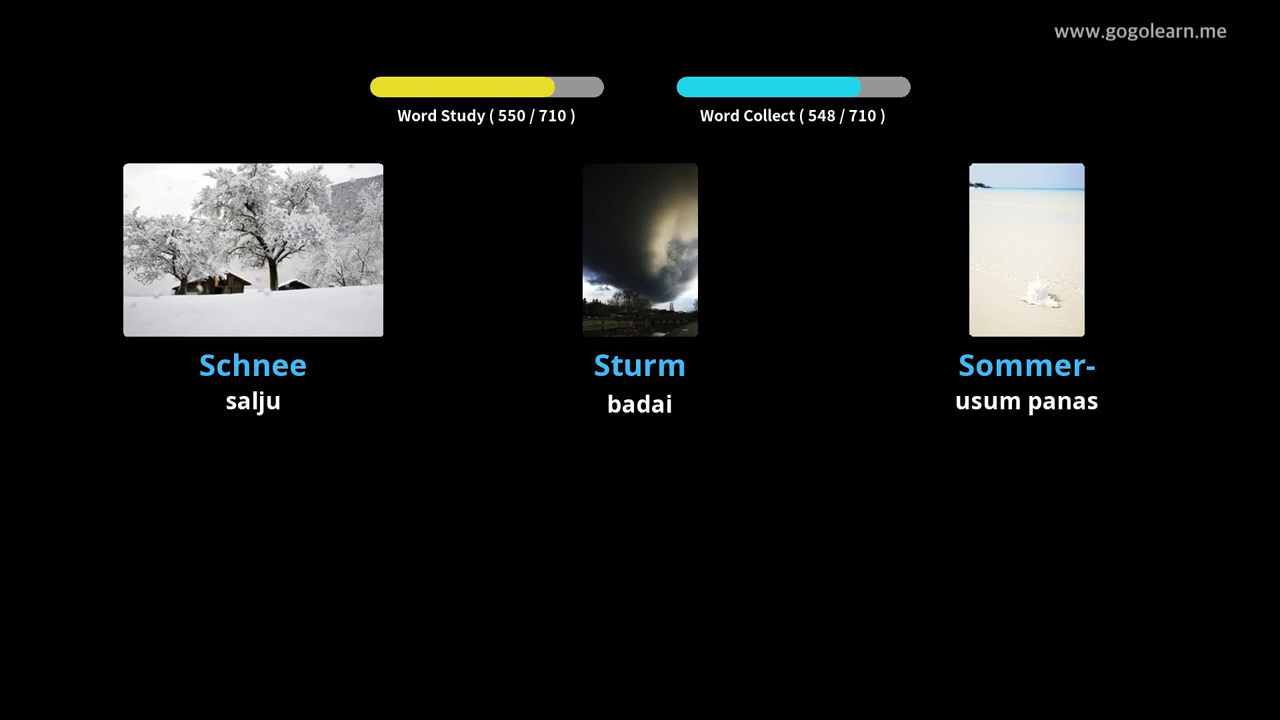 www.gogolearn.me
Word Study ( 550 / 710 )
Word Collect ( 548 / 710 )
Schnee
salju
Sturm
badai
Sommer-
usum panas